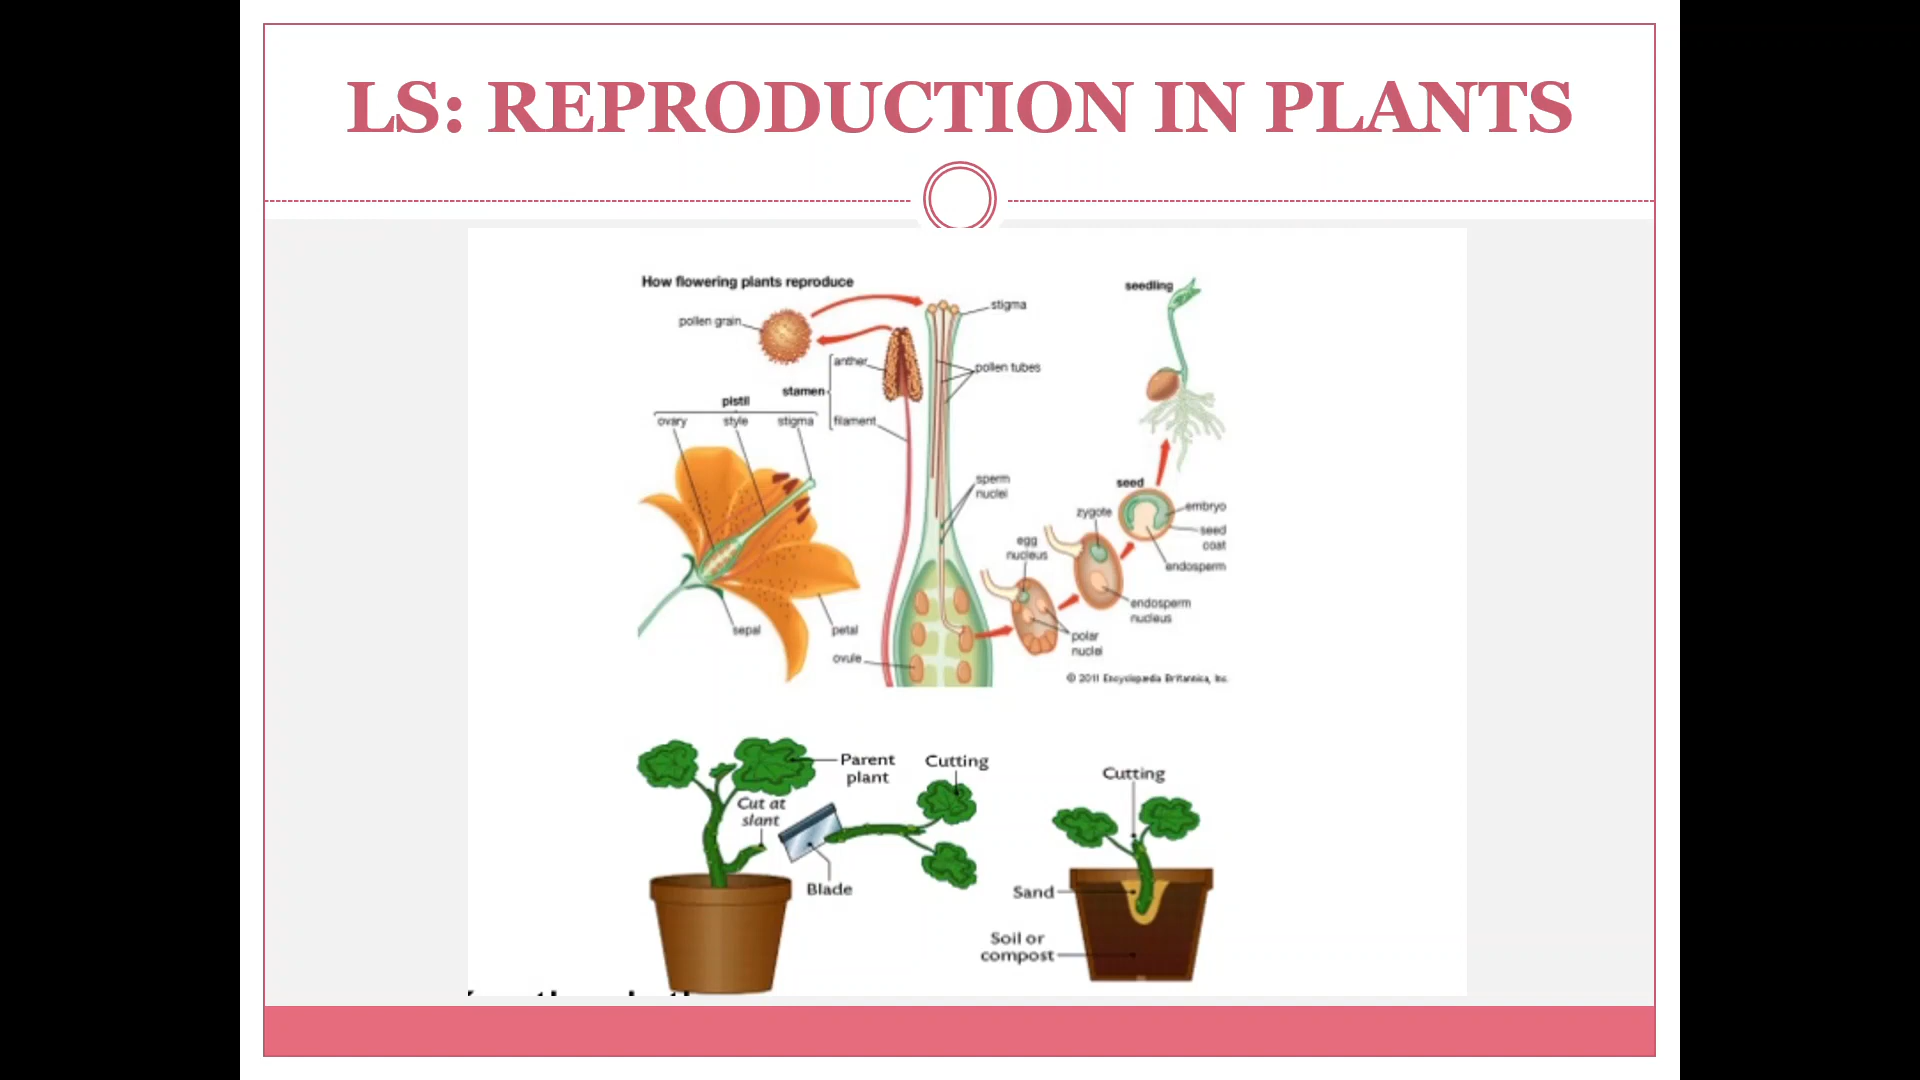 LS: REPRODUCTION IN PLANTS
How flowering plants reproduce
seedling
pollen grain
stigma
anther
pollen tubes
stamen
pistil
ovary style stigma
filament
sperm
nuclei
seed
zygote
embryo
egg
nucleus
seed
coat
endosperm
endosperm
nucleus
sepal
petal
polar
nuclei
ovule
© 2011 Encyclopædia Britannica, Inc.
Parent
plant
Cutting
Cut at
slant
Blade
Cutting
Sand
Soil or
compost